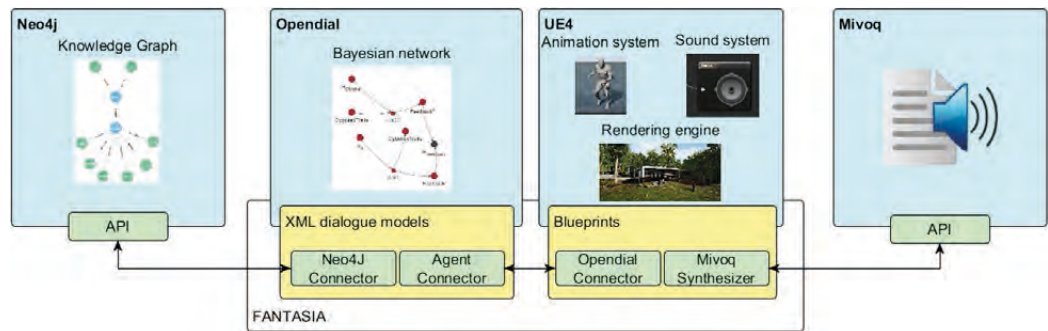 Neo4j
Knowledge Graph
Opendial
Bayesian network
UE4
Animation system
Sound system
Rendering engine
Mivoq
API
XML dialogue models
Neo4J
Connector
Agent
Connector
Blueprints
Opendial
Connector
Mivoq
Synthesizer
API
FANTASIA